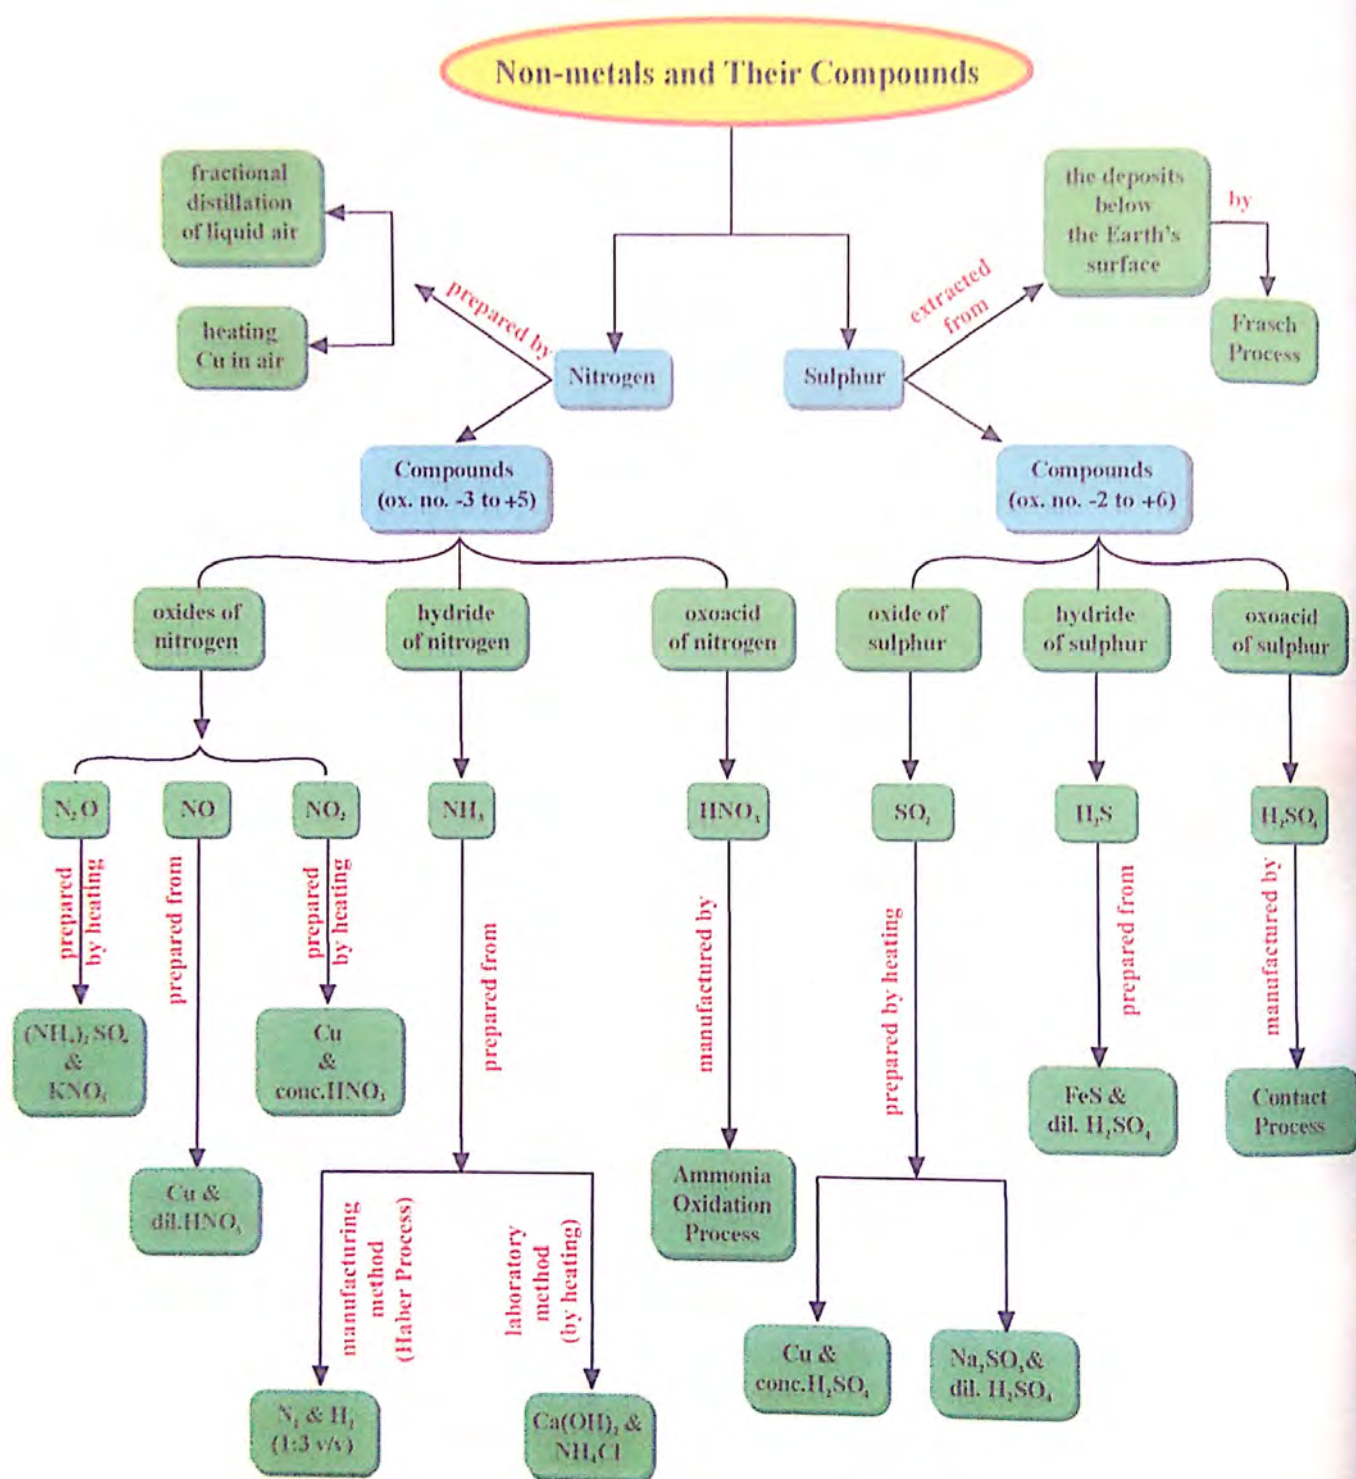 Non-metals and Their Compounds
fractional
distillation
of liquid air
heating
Cu in air
prepared by
Nitrogen
Sulphur
extracted
from
the deposits
below
the Earth's
surface
by
Frasch
Process
Compounds
(ox. no. -3 to +5)
Compounds
(ox. no. -2 to +6)
oxides of
nitrogen
hydride
of nitrogen
oxoacid
of nitrogen
oxide of
sulphur
hydride
of sulphur
oxoacid
of sulphur
N₂O
NO
NO₂
NH₃
HNO₃
SO₂
H₂S
H₂SO₄
prepared
by heating
prepared from
prepared
by heating
prepared from
manufactured by
prepared by heating
prepared from
manufactured by
(NH₄)₂SO₄
&
KNO₃
Cu
&
conc.HNO₃
Cu &
dil.HNO₃
Ammonia
Oxidation
Process
FeS &
dil. H₂SO₄
Contact
Process
manufacturing
method
(Haber Process)
laboratory
method
(by heating)
N₂ & H₂
(1:3 v/v)
Ca(OH)₂ &
NH₄Cl
Cu &
conc.H₂SO₄
Na₂SO₃ &
dil. H₂SO₄